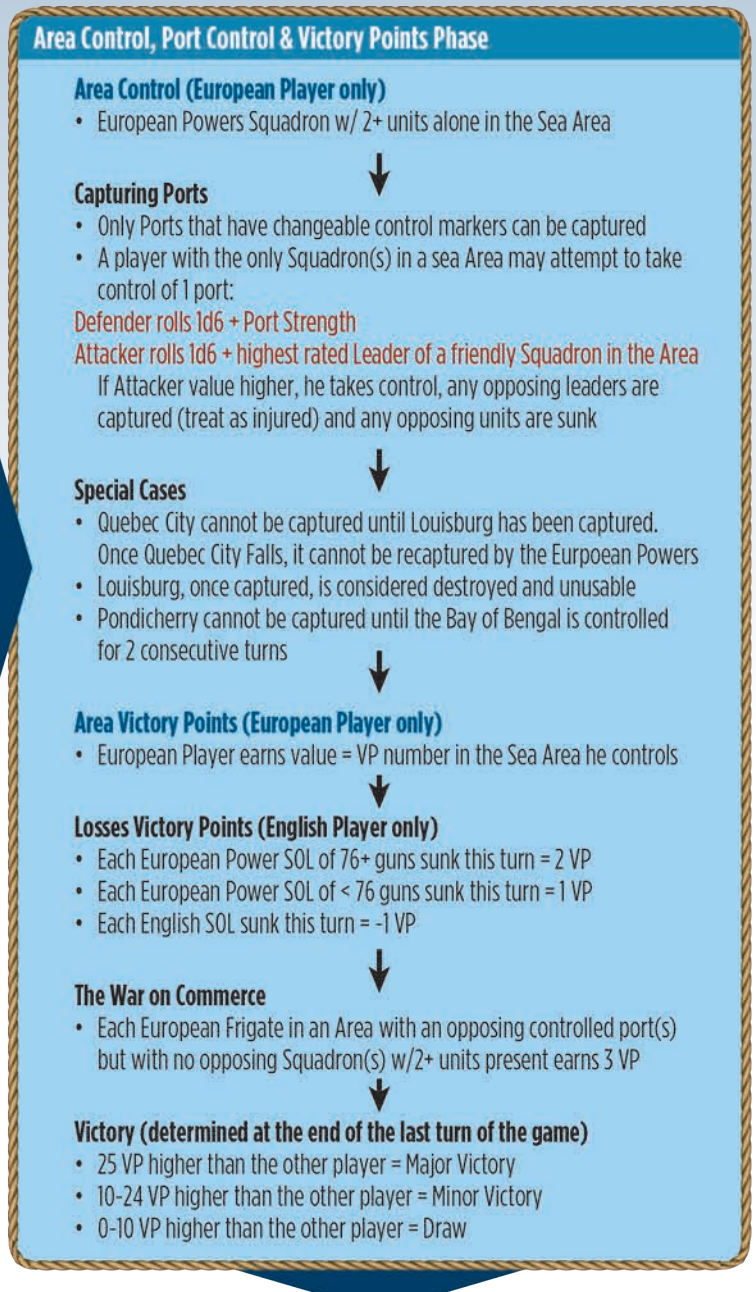 Area Control, Port Control & Victory Points Phase
Area Control (European Player only)
• European Powers Squadron w/ 2+ units alone in the Sea Area
Capturing Ports
• Only Ports that have changeable control markers can be captured
• A player with the only Squadron(s) in a sea Area may attempt to take
control of 1 port:
Defender rolls 1d6 + Port Strength
Attacker rolls 1d6 + highest rated Leader of a friendly Squadron in the Area
If Attacker value higher, he takes control, any opposing leaders are
captured (treat as injured) and any opposing units are sunk
Special Cases
• Quebec City cannot be captured until Louisburg has been captured.
Once Quebec City Falls, it cannot be recaptured by the Eurpoean Powers
• Louisburg, once captured, is considered destroyed and unusable
• Pondicherry cannot be captured until the Bay of Bengal is controlled
for 2 consecutive turns
Area Victory Points (European Player only)
• European Player earns value = VP number in the Sea Area he controls
Losses Victory Points (English Player only)
• Each European Power SOL of 76+ guns sunk this turn = 2 VP
• Each European Power SOL of < 76 guns sunk this turn = 1 VP
• Each English SOL sunk this turn = -1 VP
The War on Commerce
• Each European Frigate in an Area with an opposing controlled port(s)
but with no opposing Squadron(s) w/2+ units present earns 3 VP
Victory (determined at the end of the last turn of the game)
• 25 VP higher than the other player = Major Victory
• 10-24 VP higher than the other player = Minor Victory
• 0-10 VP higher than the other player = Draw